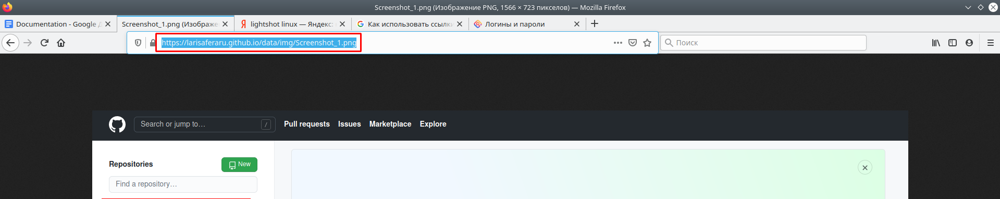 Screenshot_1.png (Изображение PNG, 1566 × 723 пикселов) — Mozilla Firefox
Documentation - Google Д
Screenshot_1.png (Изображе
lightshot linux — Яндекс:
Как использовать ссылки
Логины и пароли
https://larisaferaru.github.io/data/img/Screenshot_1.png
Поиск
Search or jump to…
/
Pull requests
Issues
Marketplace
Explore
Repositories
New
Find a repository…